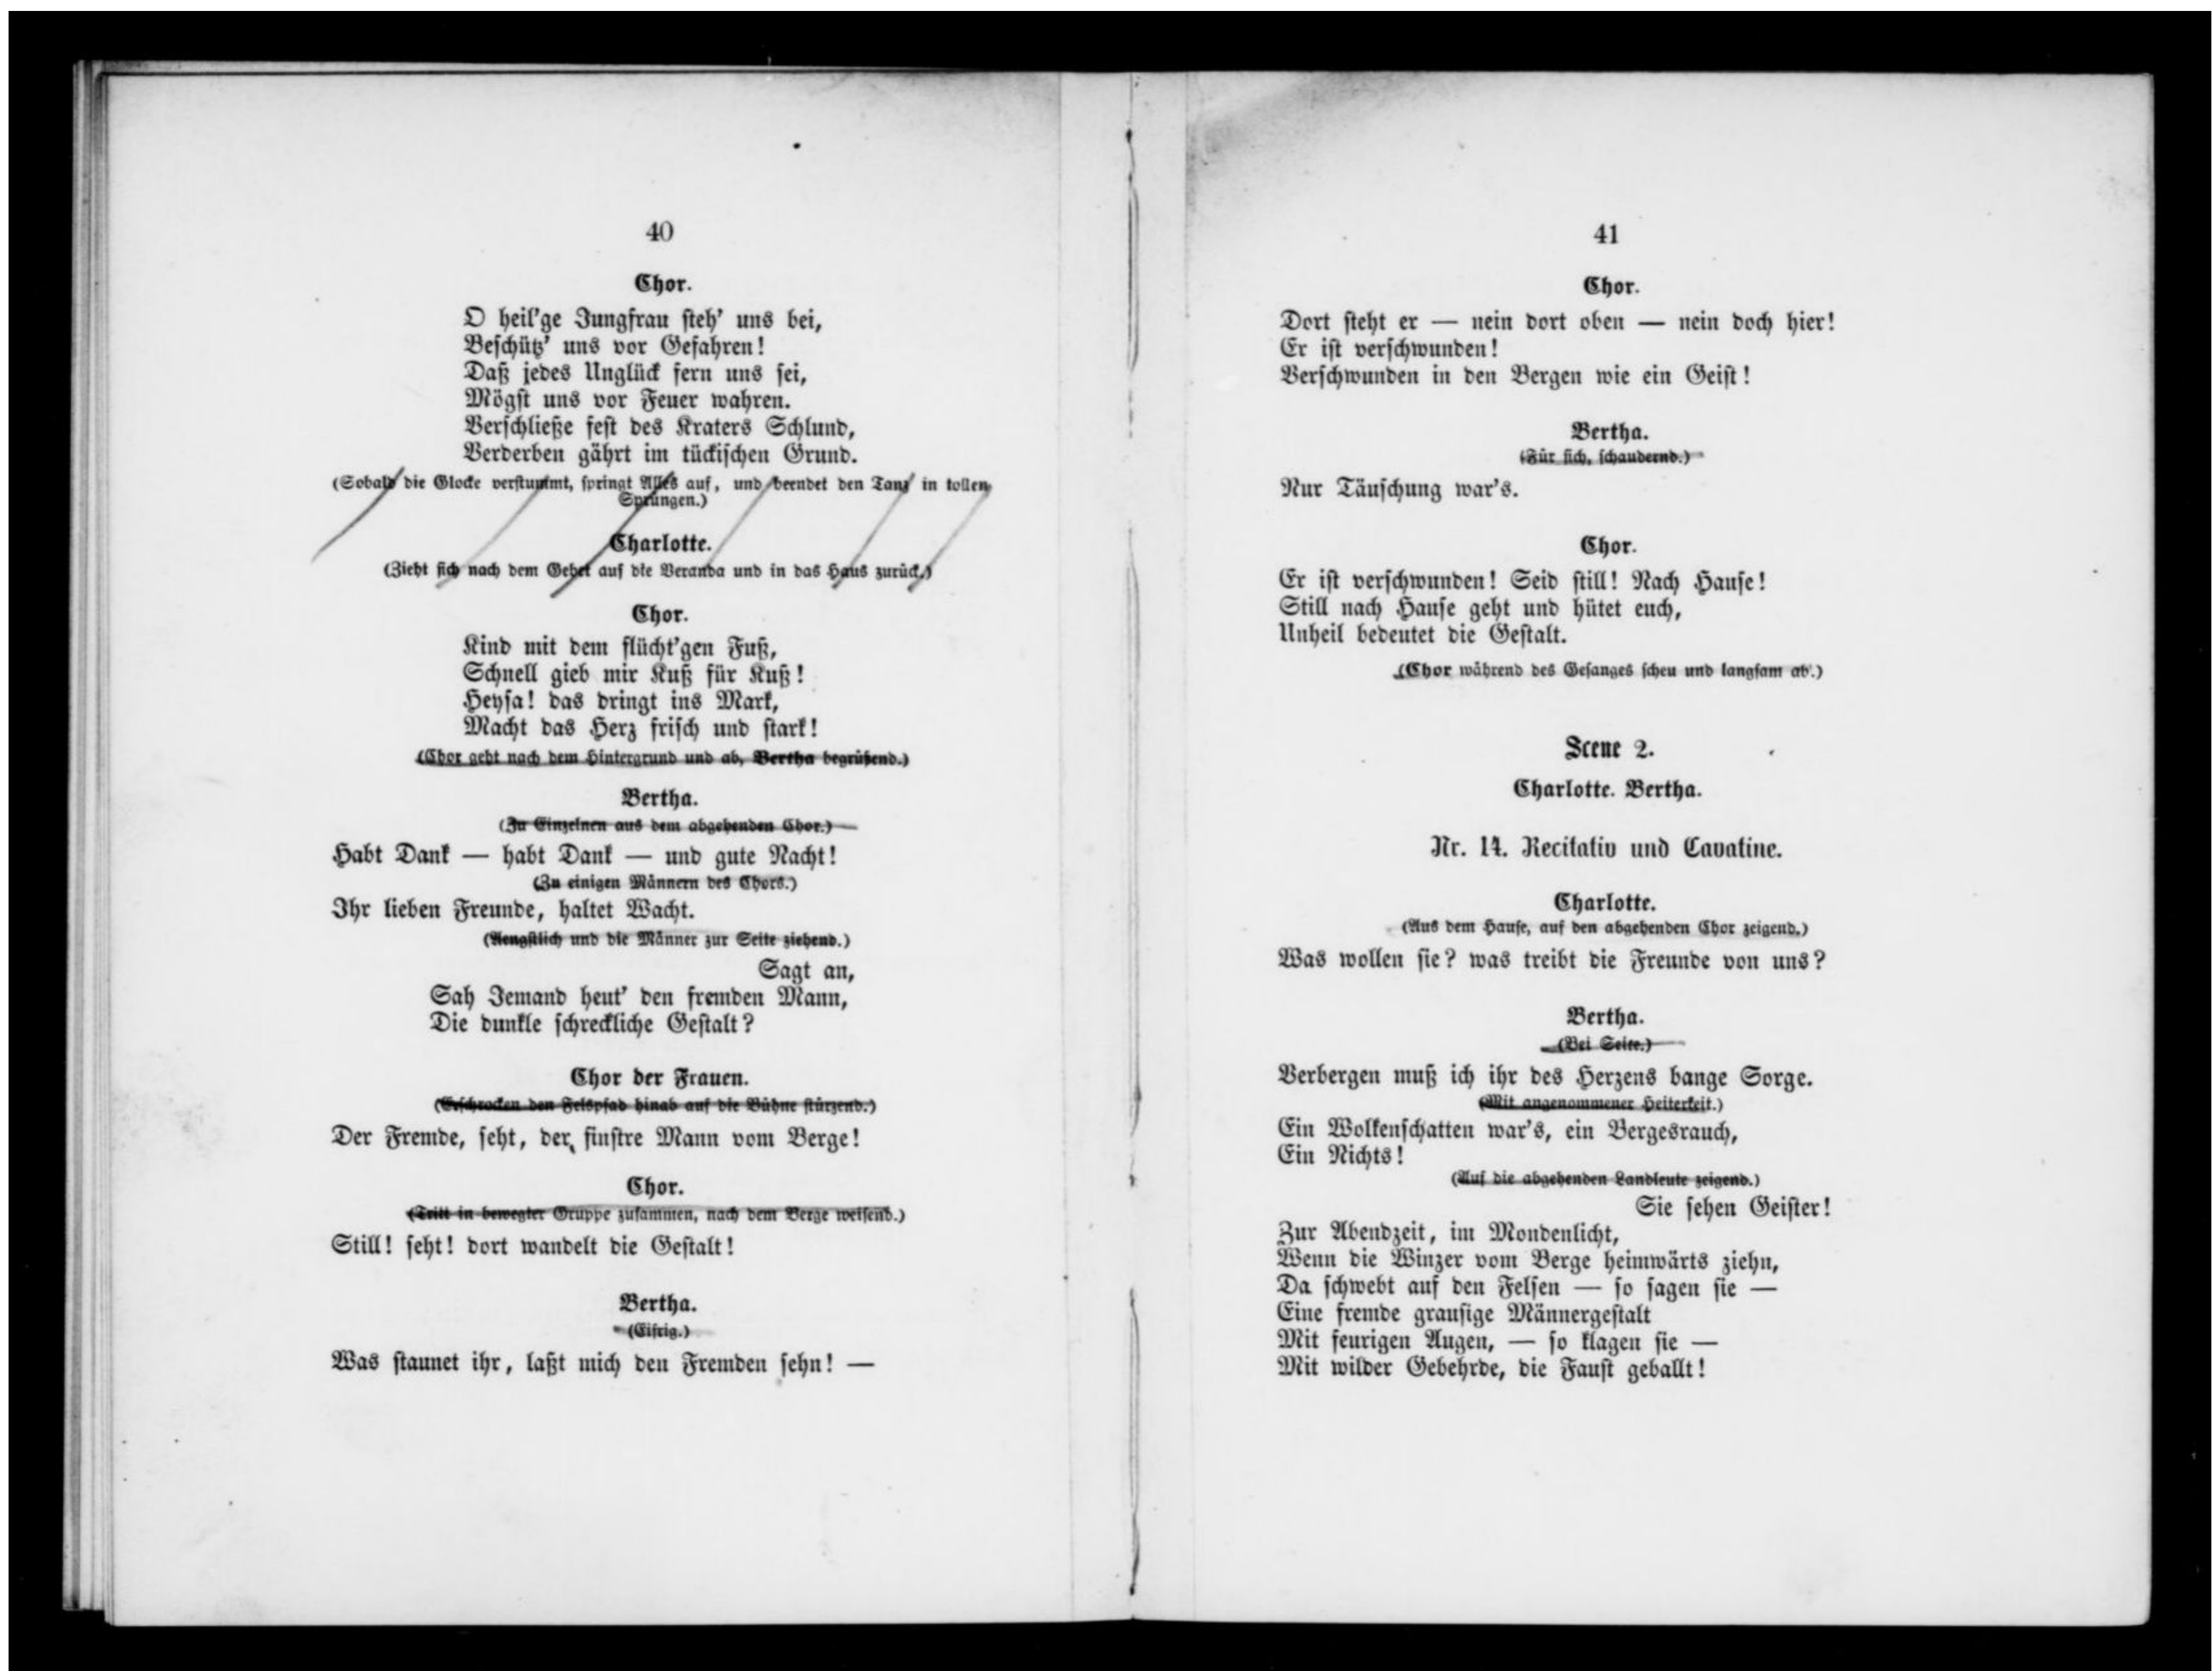 40
Chor.
O heil'ge Jungfrau steh' uns bei,
Beschütz' uns vor Gefahren!
Daß jedes Unglück fern uns sei,
Mögst uns vor Feuer wahren.
Verschließe fest des Kraters Schlund,
Verderben gährt im tückischen Grund.
(Sobald die Glocke verstummt, springt Alles auf, und beendet den Tanz in tollen
Sprüngen.)
Charlotte.
(Zieht sich nach dem Gebet auf die Veranda und in das Haus zurück.)
Chor.
Kind mit dem flücht'gen Fuß,
Schnell gieb mir Kuß für Kuß!
Heysa! das dringt ins Mark,
Macht das Herz frisch und stark!
(Chor geht nach dem Hintergrund und ab, Bertha begrüßend.)
Bertha.
(Zu Einzelnen aus dem abgehenden Chor.)
Habt Dank — habt Dank — und gute Nacht!
(Zu einigen Männern des Chors.)
Ihr lieben Freunde, haltet Wacht.
(Aengstlich und die Männer zur Seite ziehend.)
Sagt an,
Sah Jemand heut' den fremden Mann,
Die dunkle schreckliche Gestalt?
Chor der Frauen.
(Erschrocken den Felspfad hinab auf die Bühne stürzend.)
Der Fremde, seht, der finstre Mann vom Berge!
Chor.
(Tritt in bewegter Gruppe zusammen, nach dem Berge weisend.)
Still! seht! dort wandelt die Gestalt!
Bertha.
(Eifrig.)
Was staunet ihr, laßt mich den Fremden sehn! —
41
Chor.
Dort steht er — nein dort oben — nein doch hier!
Er ist verschwunden!
Verschwunden in den Bergen wie ein Geist!
Bertha.
(Für sich, schaudernd.)
Nur Täuschung war's.
Chor.
Er ist verschwunden! Seid still! Nach Hause!
Still nach Hause geht und hütet euch,
Unheil bedeutet die Gestalt.
(Chor während des Gesanges scheu und langsam ab.)
Scene 2.
Charlotte. Bertha.
Nr. 14. Recitativ und Cavatine.
Charlotte.
(Aus dem Hause, auf den abgehenden Chor zeigend.)
Was wollen sie? was treibt die Freunde von uns?
Bertha.
(Bei Seite.)
Verbergen muß ich ihr des Herzens bange Sorge.
(Mit angenommener Heiterkeit.)
Ein Wolkenschatten war's, ein Bergesrauch,
Ein Nichts!
(Auf die abgehenden Landleute zeigend.)
Sie sehen Geister!
Zur Abendzeit, im Mondenlicht,
Wenn die Winzer vom Berge heimwärts ziehn,
Da schwebt auf den Felsen — so sagen sie —
Eine fremde grausige Männergestalt
Mit feurigen Augen, — so klagen sie —
Mit wilder Gebehrde, die Faust geballt!